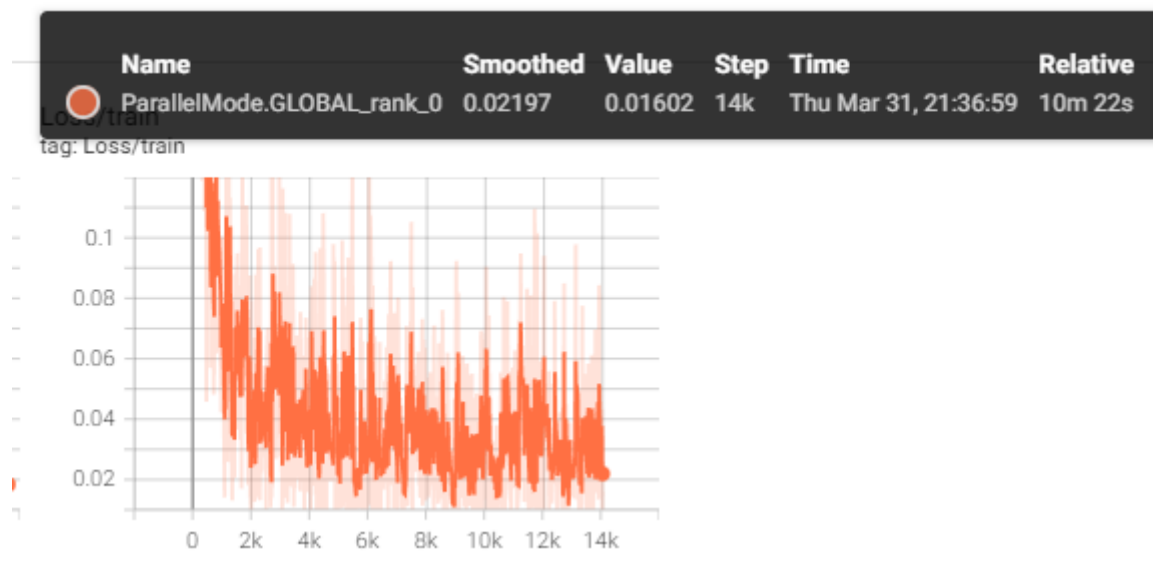 Name Smoothed Value Step Time Relative
ParallelMode.GLOBAL_rank_0 0.02197 0.01602 14k Thu Mar 31, 21:36:59 10m 22s
Loss/train
tag: Loss/train
0.1
0.08
0.06
0.04
0.02
0 2k 4k 6k 8k 10k 12k 14k